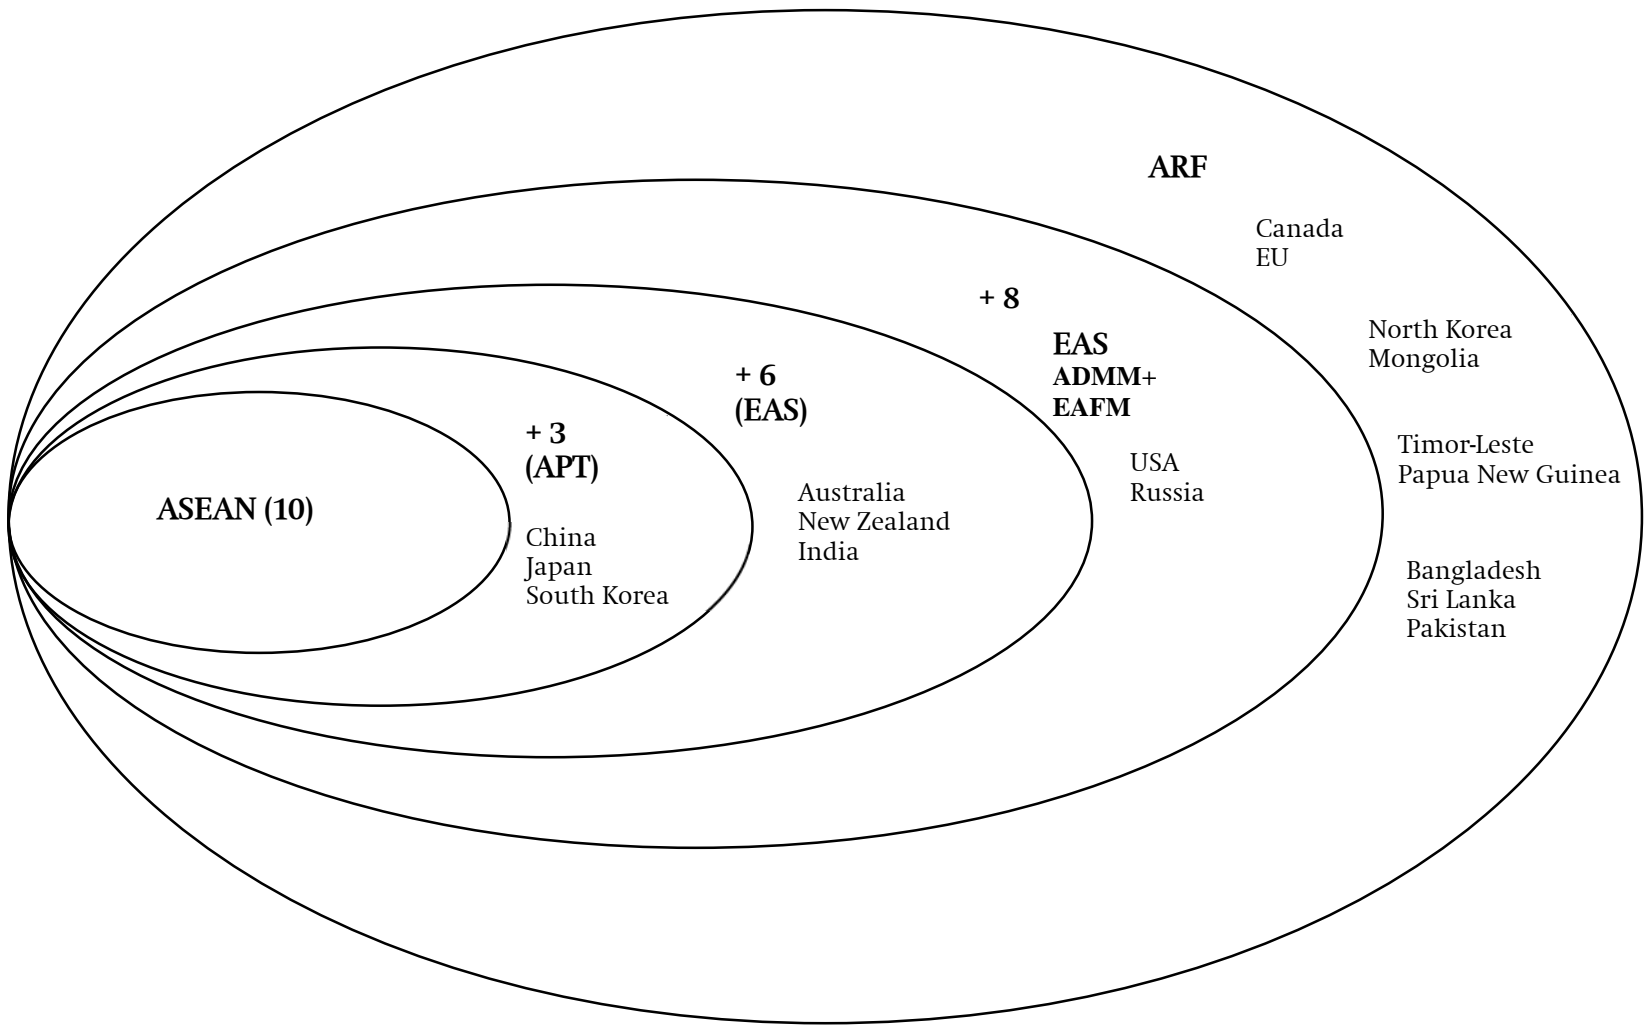 ARF
Canada
EU
+ 8
North Korea
Mongolia
EAS
ADMM+
EAFM
+ 6
(EAS)
+ 3
(APT)
USA
Russia
Timor-Leste
Papua New Guinea
ASEAN (10)
Australia
New Zealand
India
China
Japan
South Korea
Bangladesh
Sri Lanka
Pakistan